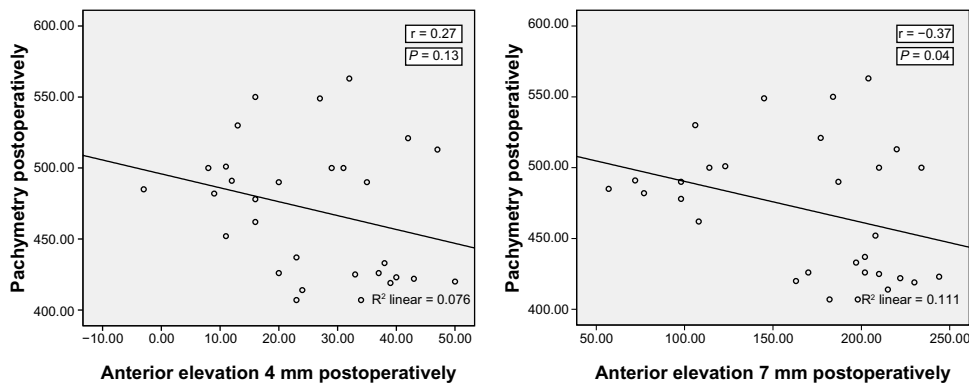 600.00
550.00
500.00
450.00
400.00
Pachymetry postoperatively
r = 0.27
P = 0.13
R² linear = 0.076
−10.00 0.00 10.00 20.00 30.00 40.00 50.00
Anterior elevation 4 mm postoperatively
600.00
550.00
500.00
450.00
400.00
Pachymetry postoperatively
r = −0.37
P = 0.04
R² linear = 0.111
50.00 100.00 150.00 200.00 250.00
Anterior elevation 7 mm postoperatively